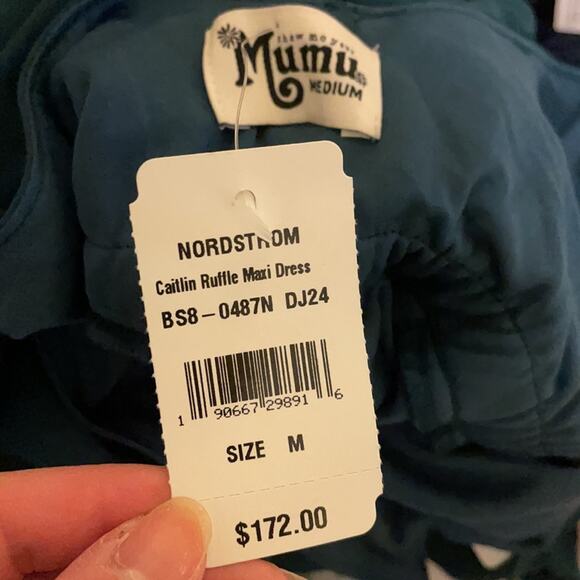 Show me your
Mumu
MEDIUM
NORDSTROM
Caitlin Ruffle Maxi Dress
BS8-0487N DJ24
1 90667 29891 6
SIZE M
$172.00